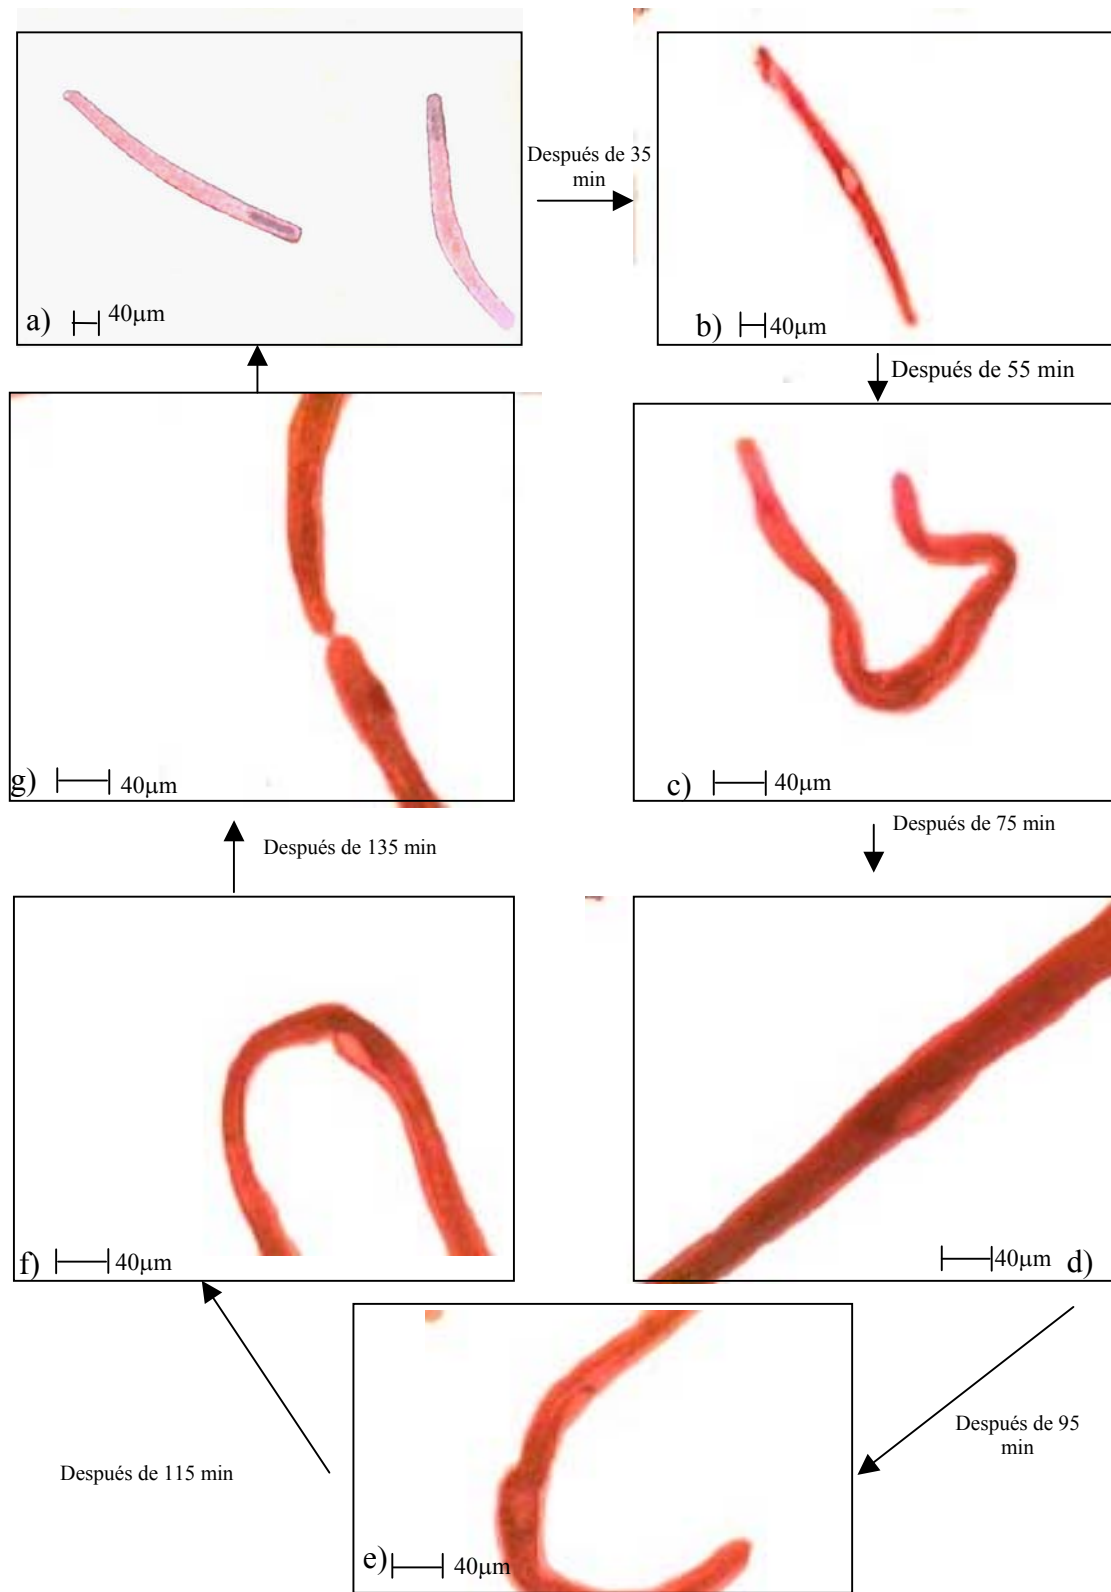 a)
40μm
Después de 35
min
b)
40μm
Después de 55 min
c)
40μm
Después de 75 min
40μm
d)
Después de 95
min
e)
40μm
Después de 115 min
f)
40μm
Después de 135 min
g)
40μm